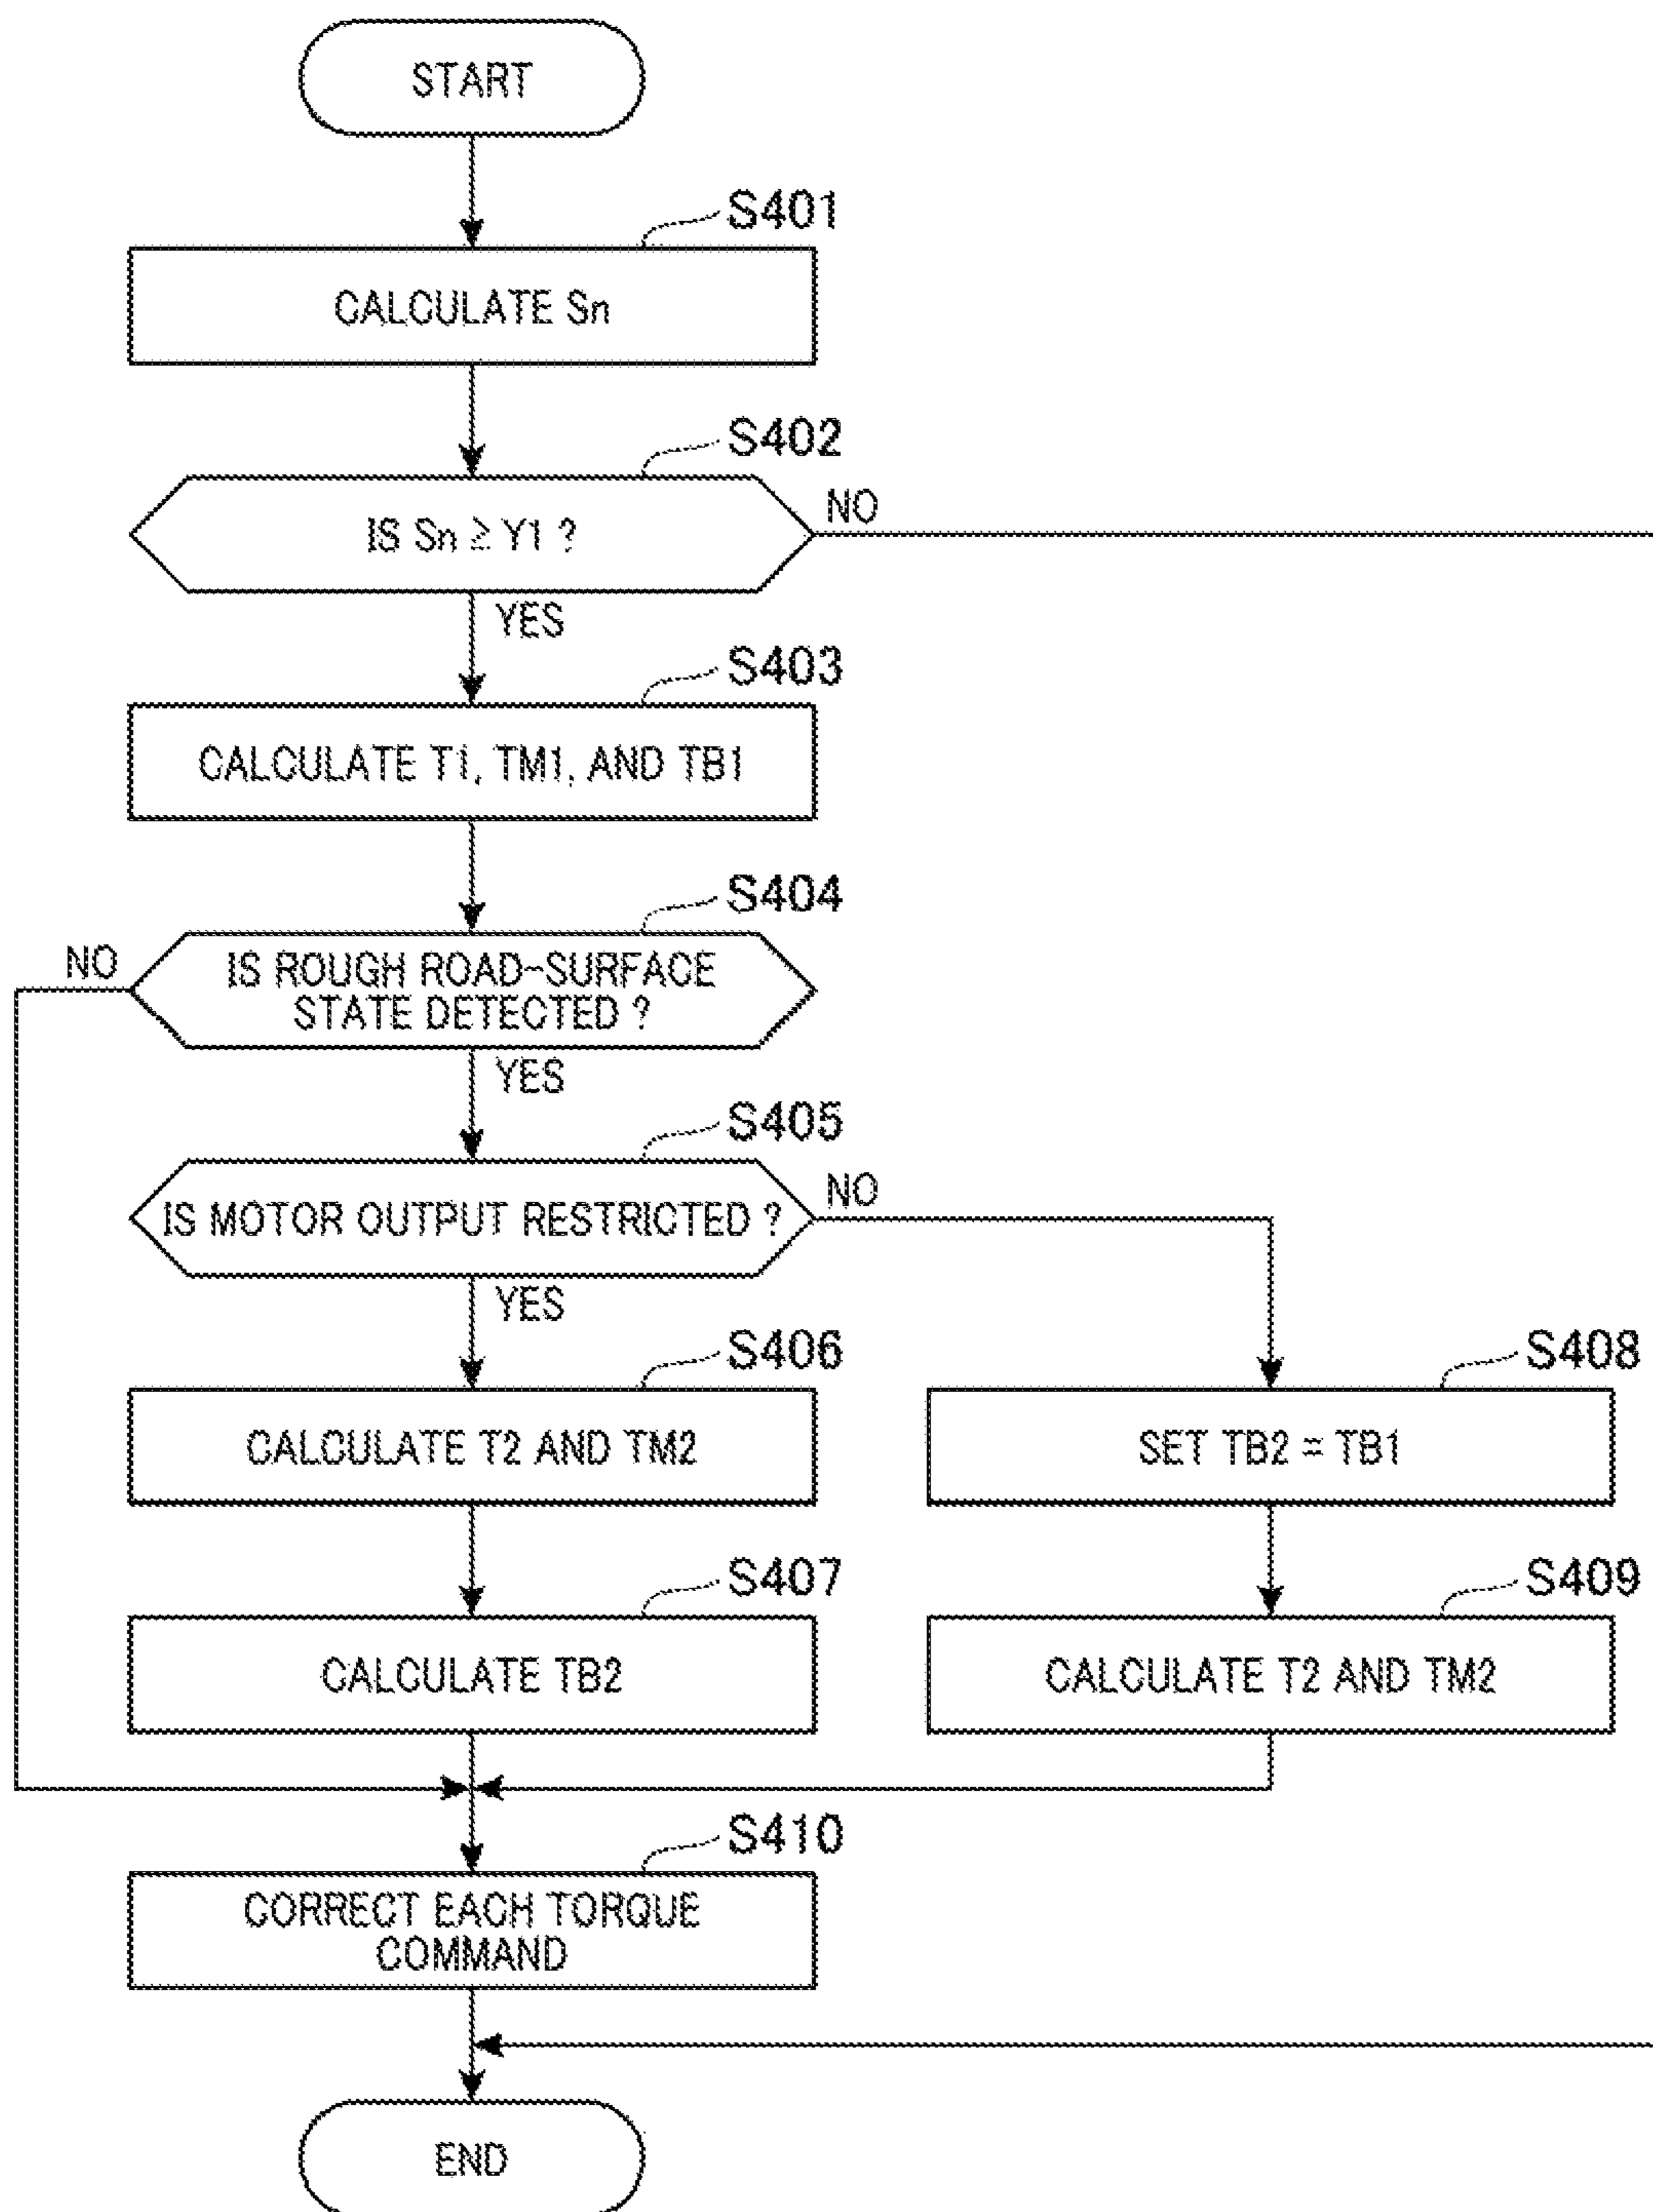 START
S401
CALCULATE Sn
S402
IS Sn ≥ Y1 ?
NO
YES
S403
CALCULATE T1, TM1, AND TB1
S404
NO
IS ROUGH ROAD-SURFACE
STATE DETECTED ?
YES
S405
IS MOTOR OUTPUT RESTRICTED ?
NO
YES
S406
S408
CALCULATE T2 AND TM2
SET TB2 = TB1
S407
S409
CALCULATE TB2
CALCULATE T2 AND TM2
S410
CORRECT EACH TORQUE
COMMAND
END